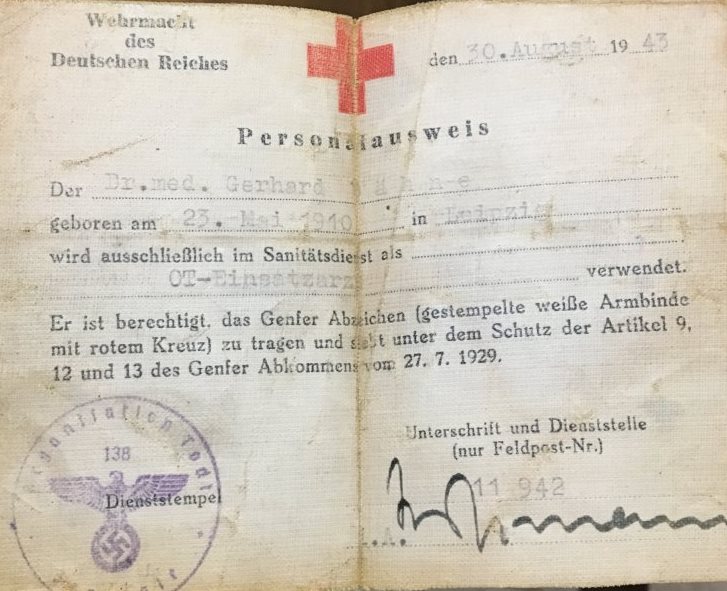 Wehrmacht
des
Deutschen Reiches
den 30. August 1943
Personalausweis
Der Dr.med. Gerhard
geboren am 23. Mai 1910 in Leipzig
wird ausschließlich im Sanitätsdienst als
OT-Einsatzarzt verwendet.
Er ist berechtigt, das Genfer Abzeichen (gestempelte weiße Armbinde
mit rotem Kreuz) zu tragen und steht unter dem Schutz der Artikel 9,
12 und 13 des Genfer Abkommens vom 27. 7. 1929.
Organisation Todt
138
Dienststempel
Unterschrift und Dienststelle
(nur Feldpost-Nr.)
11 942